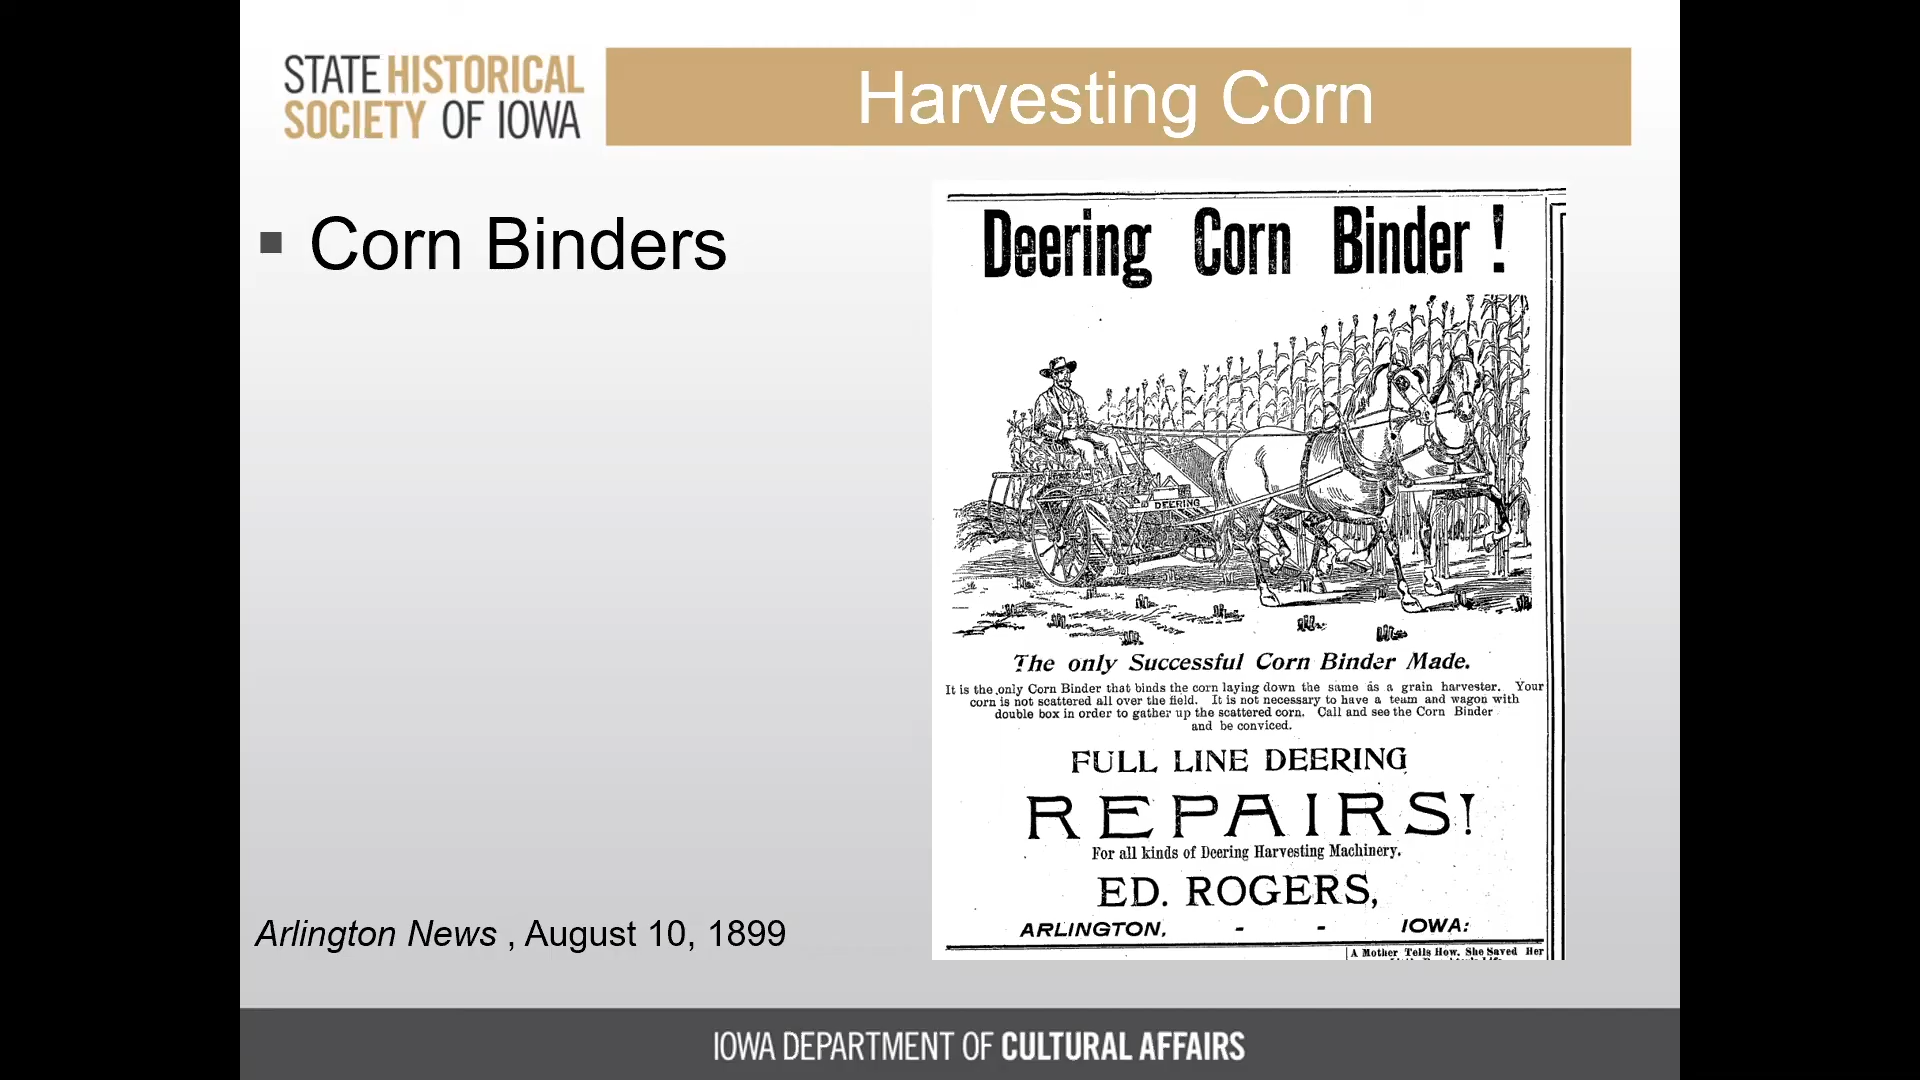 STATE HISTORICAL
SOCIETY OF IOWA
Harvesting Corn
▪ Corn Binders
Deering Corn Binder !
DEERING
The only Successful Corn Binder Made.
It is the only Corn Binder that binds the corn laying down the same as a grain harvester. Your
corn is not scattered all over the field. It is not necessary to have a team and wagon with
double box in order to gather up the scattered corn. Call and see the Corn Binder
and be conviced.
FULL LINE DEERING
REPAIRS!
For all kinds of Deering Harvesting Machinery.
ED. ROGERS,
ARLINGTON, - - IOWA:
A Mother Tells How She Saved Her
Arlington News , August 10, 1899
IOWA DEPARTMENT OF CULTURAL AFFAIRS